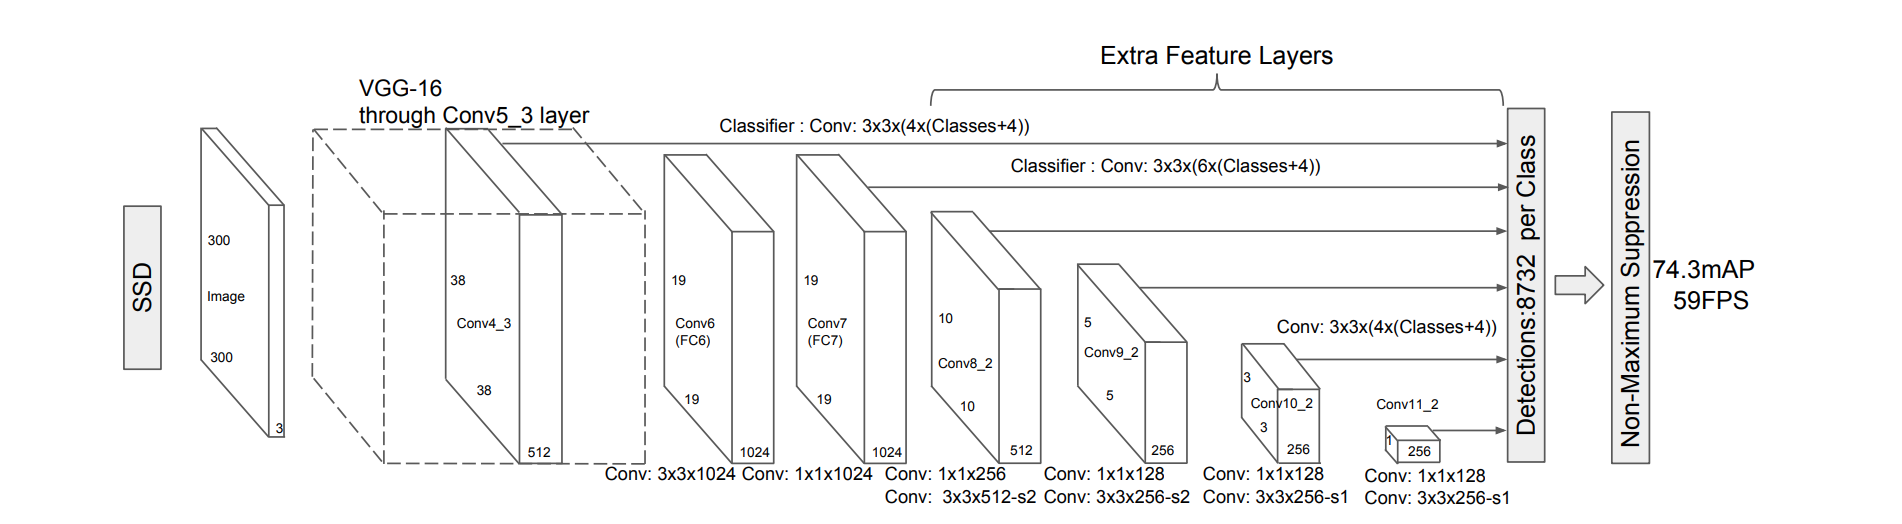 Extra Feature Layers
VGG-16
through Conv5_3 layer
Classifier : Conv: 3x3x(4x(Classes+4))
Classifier : Conv: 3x3x(6x(Classes+4))
SSD
300
Image
300
3
38
Conv4_3
38
512
19
Conv6
(FC6)
19
1024
19
Conv7
(FC7)
19
1024
10
Conv8_2
10
512
5
Conv9_2
5
256
Conv: 3x3x(4x(Classes+4))
3
Conv10_2
3
256
Conv11_2
1
256
Detections:8732 per Class
Non-Maximum Suppression
74.3mAP
59FPS
Conv: 3x3x1024
Conv: 1x1x1024
Conv: 1x1x256
Conv: 3x3x512-s2
Conv: 1x1x128
Conv: 3x3x256-s2
Conv: 1x1x128
Conv: 3x3x256-s1
Conv: 1x1x128
Conv: 3x3x256-s1